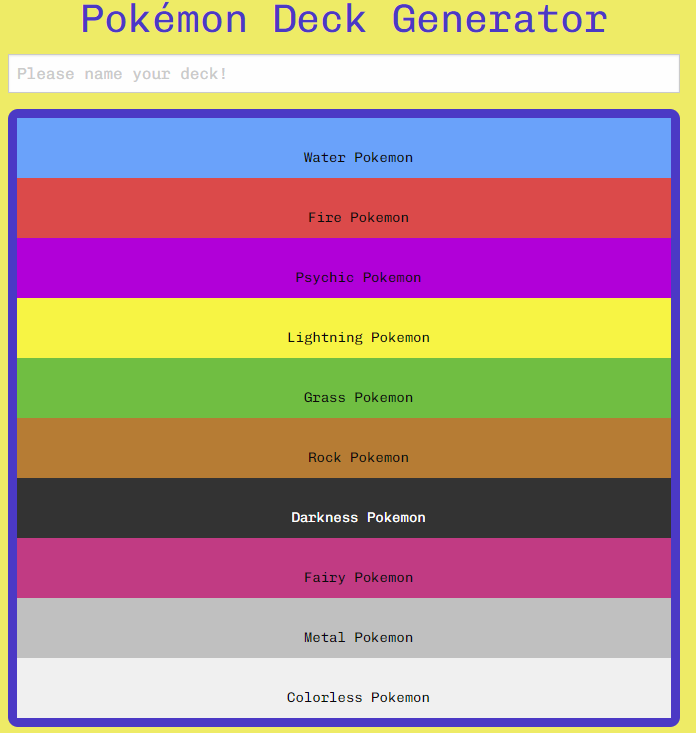 Pokémon Deck Generator
Please name your deck!
Water Pokemon
Fire Pokemon
Psychic Pokemon
Lightning Pokemon
Grass Pokemon
Rock Pokemon
Darkness Pokemon
Fairy Pokemon
Metal Pokemon
Colorless Pokemon